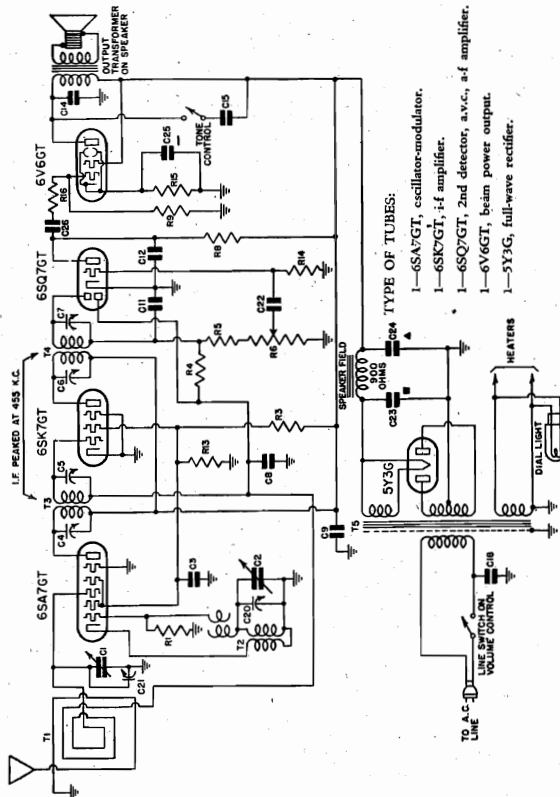 OUTPUT
TRANSFORMER
ON SPEAKER
6V6GT
C14
TONE
CONTROL
C15
C25
R16
C26
R15
R9
6SQ7GT
C12
R8
C11
R14
C22
I.F. PEAKED AT 455 K.C.
T4
C7
C6
R5
R6
R4
6SK7GT
T3
C5
C4
R3
R13
C8
6SA7GT
C3
C9
C2
C20
R1
T2
T1
C1
C21
SPEAKER FIELD
900
OHMS
C24
C23
5Y3G
T5
HEATERS
DIAL LIGHT
C18
LINE SWITCH ON
VOLUME CONTROL
TO A.C.
LINE
TYPE OF TUBES:
1—6SA7GT, oscillator-modulator.
1—6SK7GT, i-f amplifier.
1—6SQ7GT, 2nd detector, a.v.c., a-f amplifier.
1—6V6GT, beam power output.
1—5Y3G, full-wave rectifier.